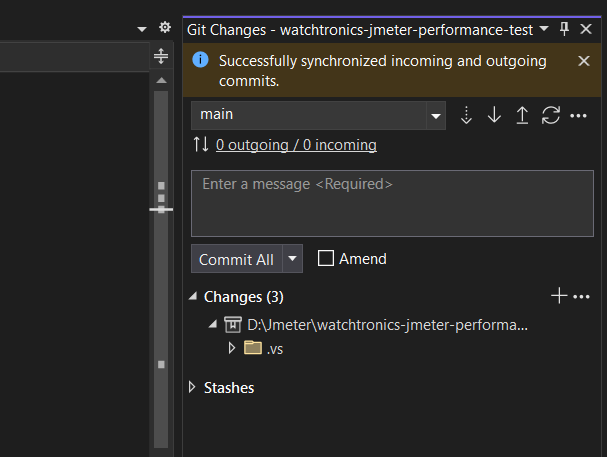 Git Changes - watchtronics-jmeter-performance-test
Successfully synchronized incoming and outgoing
commits.
main
0 outgoing / 0 incoming
Enter a message <Required>
Commit All
Amend
Changes (3)
D:\Jmeter\watchtronics-jmeter-performa...
.vs
Stashes